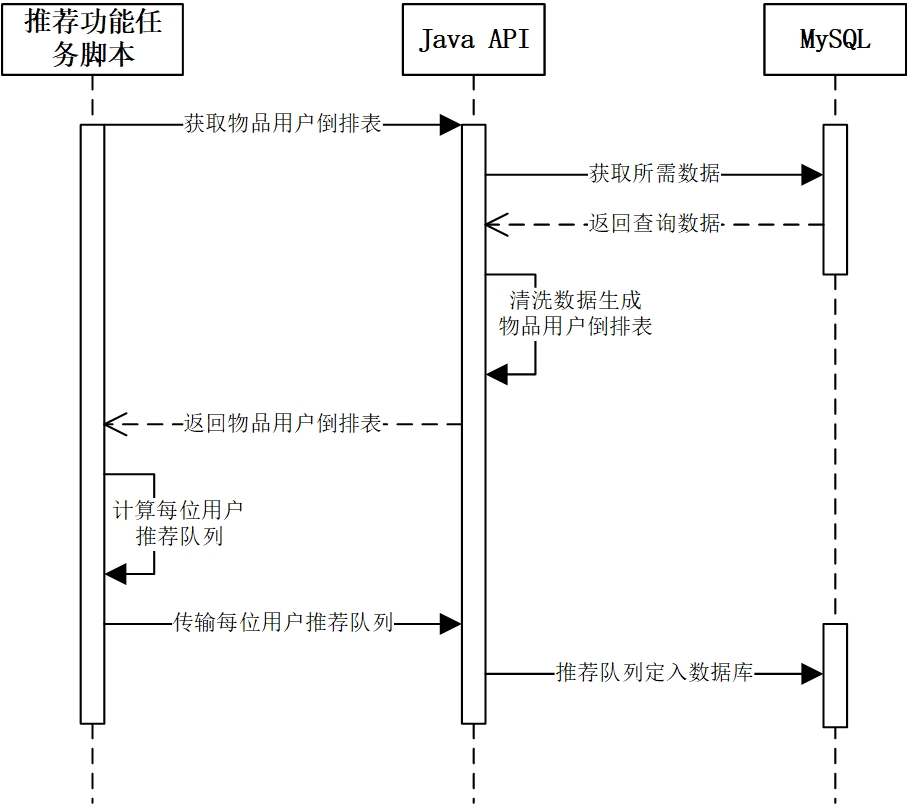 推荐功能任
务脚本
Java API
MySQL
获取物品用户倒排表
获取所需数据
返回查询数据
清洗数据生成
物品用户倒排表
返回物品用户倒排表
计算每位用户
推荐队列
传输每位用户推荐队列
推荐队列定入数据库